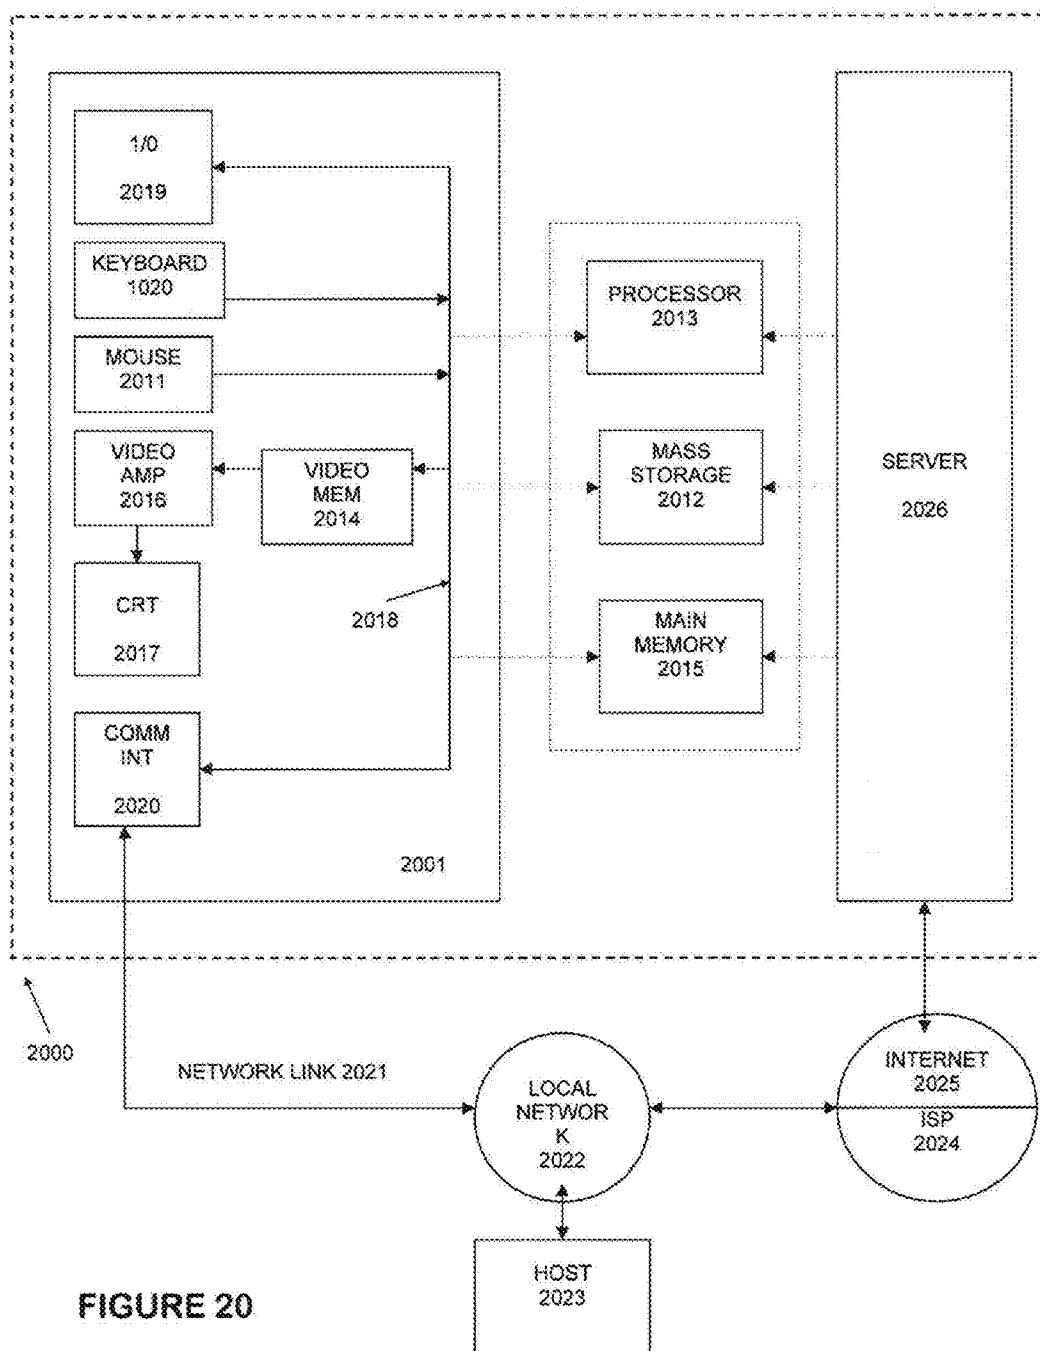 1/0
2019
KEYBOARD
1020
MOUSE
2011
VIDEO
AMP
2016
VIDEO
MEM
2014
CRT
2017
2018
COMM
INT
2020
2001
PROCESSOR
2013
MASS
STORAGE
2012
MAIN
MEMORY
2015
SERVER
2026
2000
NETWORK LINK 2021
LOCAL
NETWOR
K
2022
INTERNET
2025
ISP
2024
HOST
2023
FIGURE 20